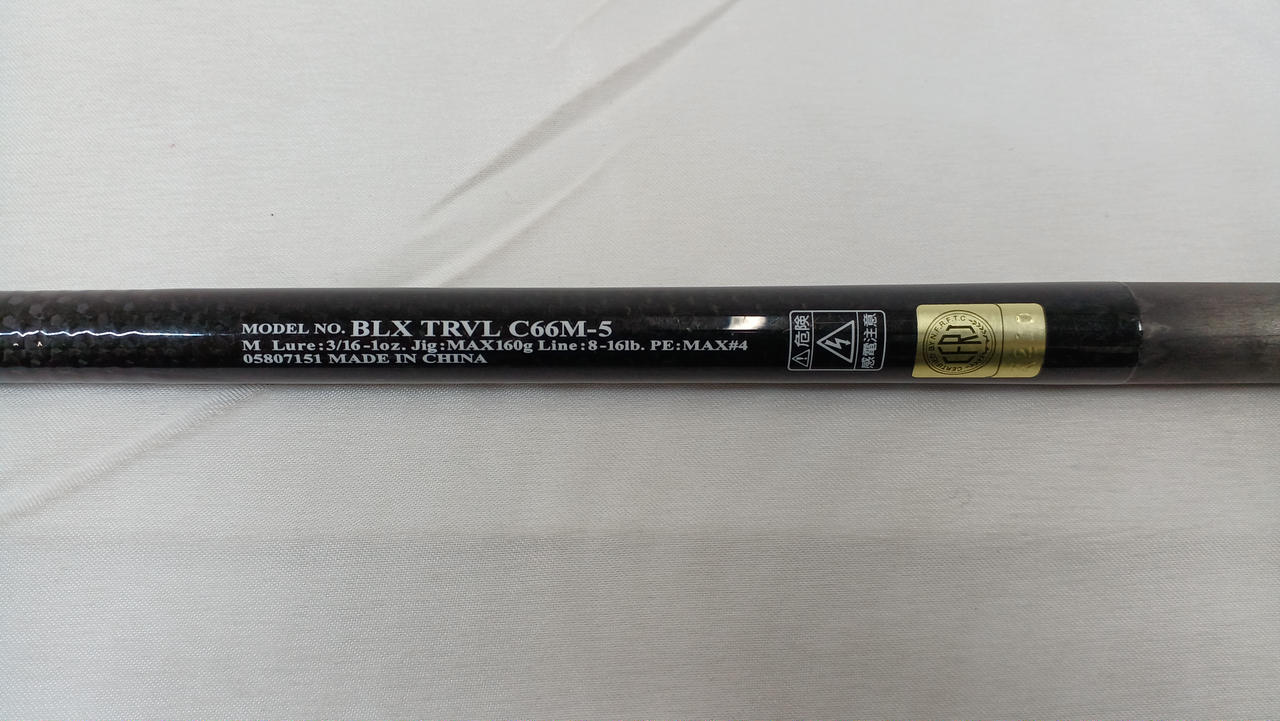 MODEL NO. BLX TRVL C66M-5
M Lure:3/16-1oz. Jig:MAX160g Line:8-16lb. PE:MAX#4
05807151 MADE IN CHINA
危険
感電注意